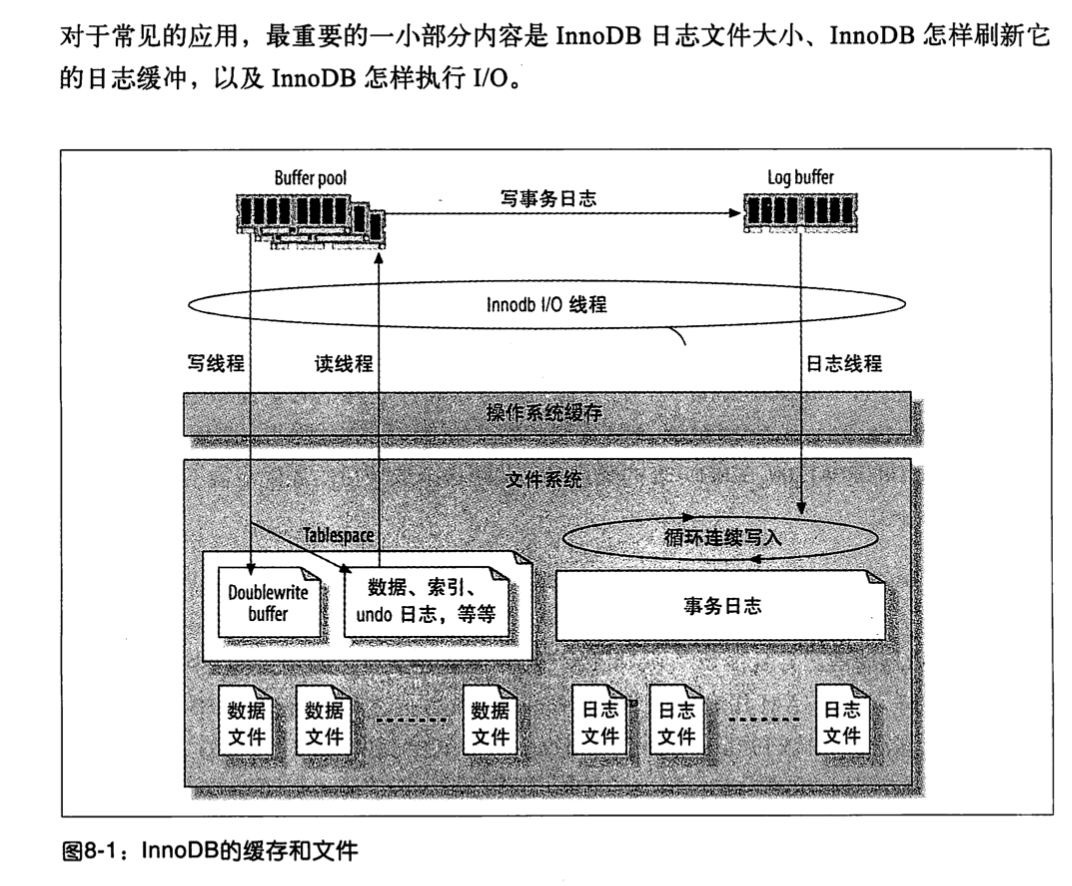 对于常见的应用，最重要的一小部分内容是 InnoDB 日志文件大小、InnoDB 怎样刷新它
的日志缓冲，以及 InnoDB 怎样执行 I/O。
Buffer pool
Log buffer
写事务日志
Innodb I/O 线程
写线程
读线程
日志线程
操作系统缓存
文件系统
Tablespace
循环连续写入
Doublewrite
buffer
数据、索引、
undo 日志，等等
事务日志
数据
文件
数据
文件
数据
文件
日志
文件
日志
文件
日志
文件
图8-1：InnoDB的缓存和文件